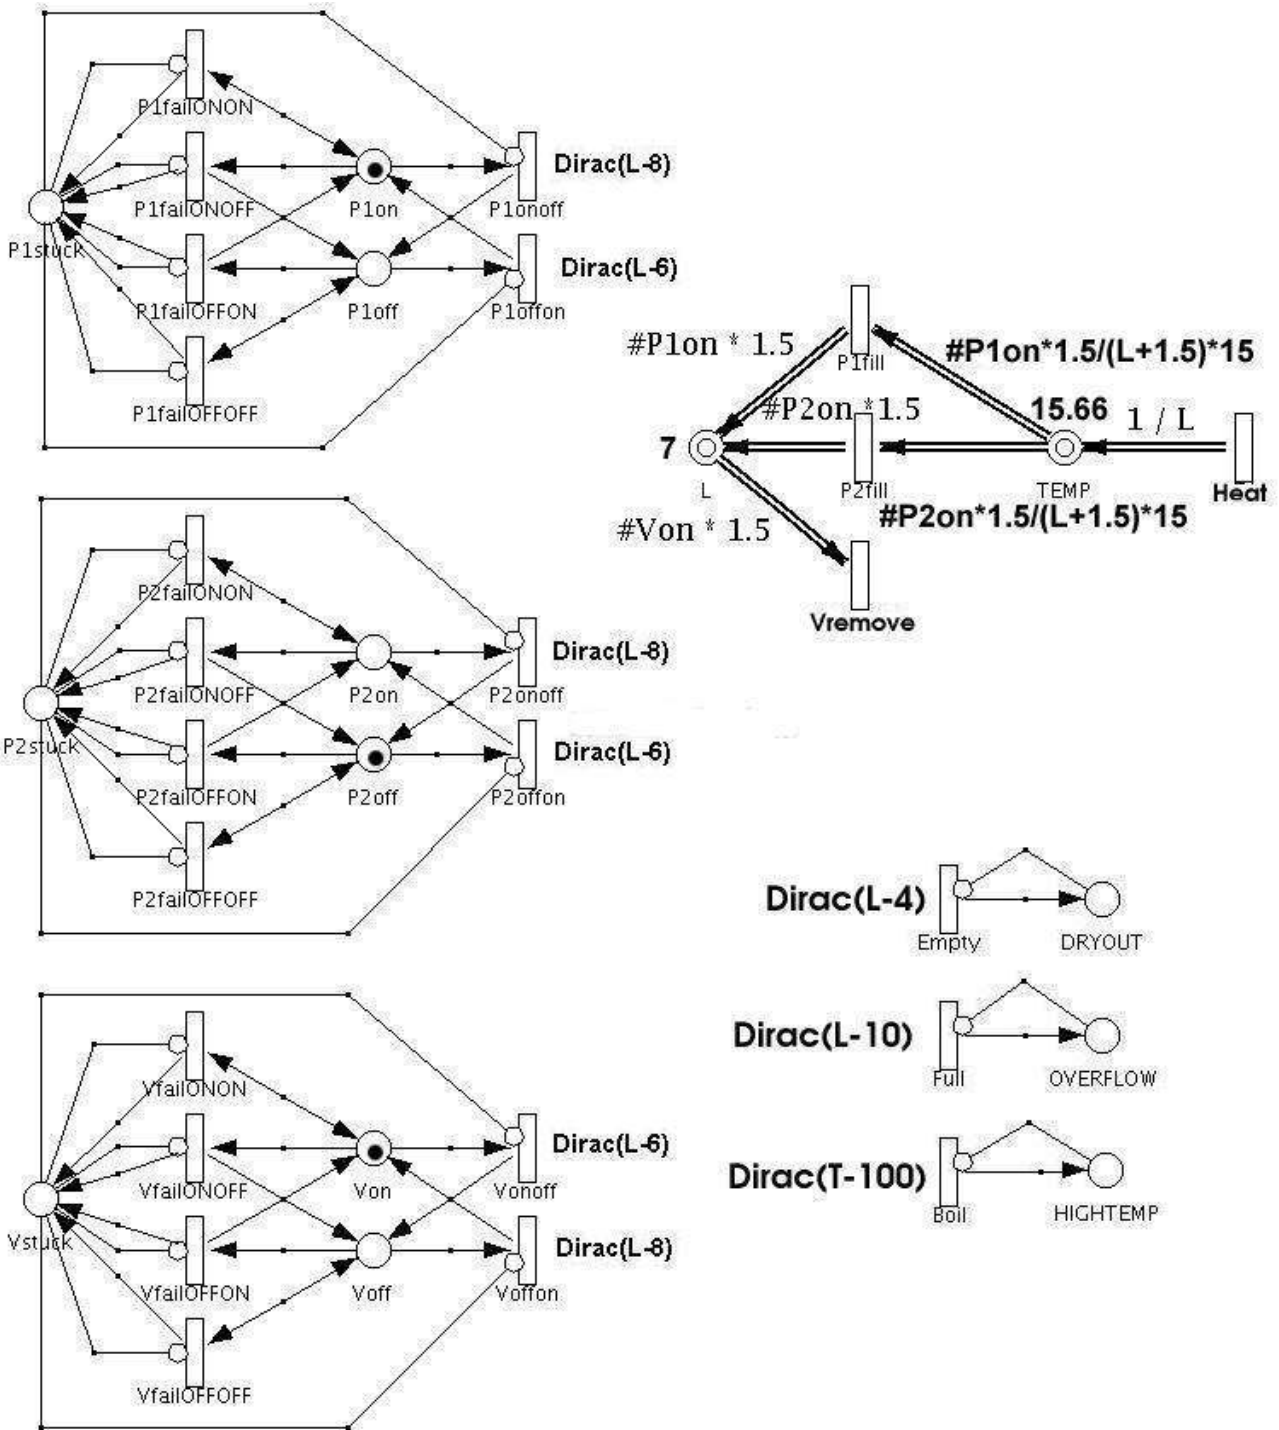 P1failONON
P1failONOFF
P1on
P1onoff
Dirac(L-8)
P1stuck
P1failOFFON
P1off
P1offon
Dirac(L-6)
P1failOFFOFF
#P1on * 1.5
P1fill
#P1on*1.5/(L+1.5)*15
#P2on *1.5
15.66
1 / L
7
L
P2fill
TEMP
Heat
#Von * 1.5
#P2on*1.5/(L+1.5)*15
Vremove
P2failONON
P2failONOFF
P2on
P2onoff
Dirac(L-8)
P2stuck
P2failOFFON
P2off
P2offon
Dirac(L-6)
P2failOFFOFF
Dirac(L-4)
Empty
DRYOUT
Dirac(L-10)
Full
OVERFLOW
Dirac(T-100)
Boil
HIGHTEMP
VfailONON
VfailONOFF
Von
Vonoff
Dirac(L-6)
Vstuck
VfailOFFON
Voff
Voffon
Dirac(L-8)
VfailOFFOFF